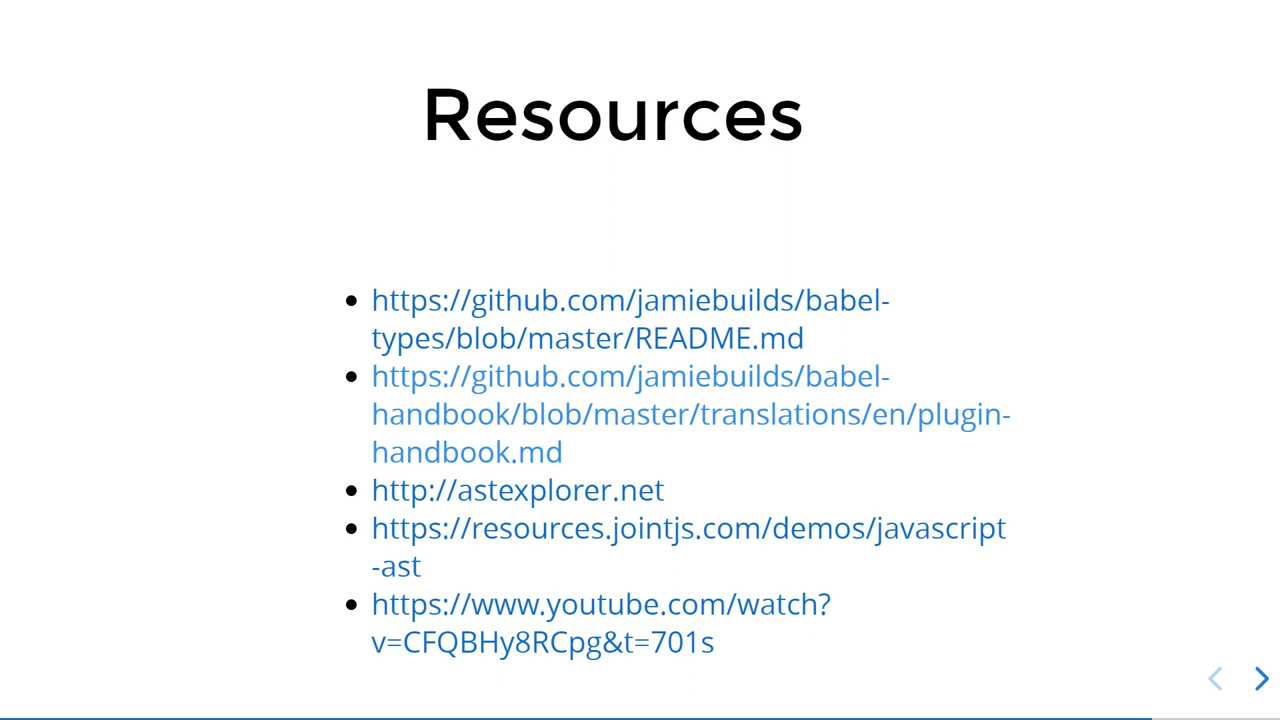 Resources
https://github.com/jamiebuilds/babel-
types/blob/master/README.md
https://github.com/jamiebuilds/babel-
handbook/blob/master/translations/en/plugin-
handbook.md
http://astexplorer.net
https://resources.jointjs.com/demos/javascript
-ast
https://www.youtube.com/watch?
v=CFQBHy8RCpg&t=701s